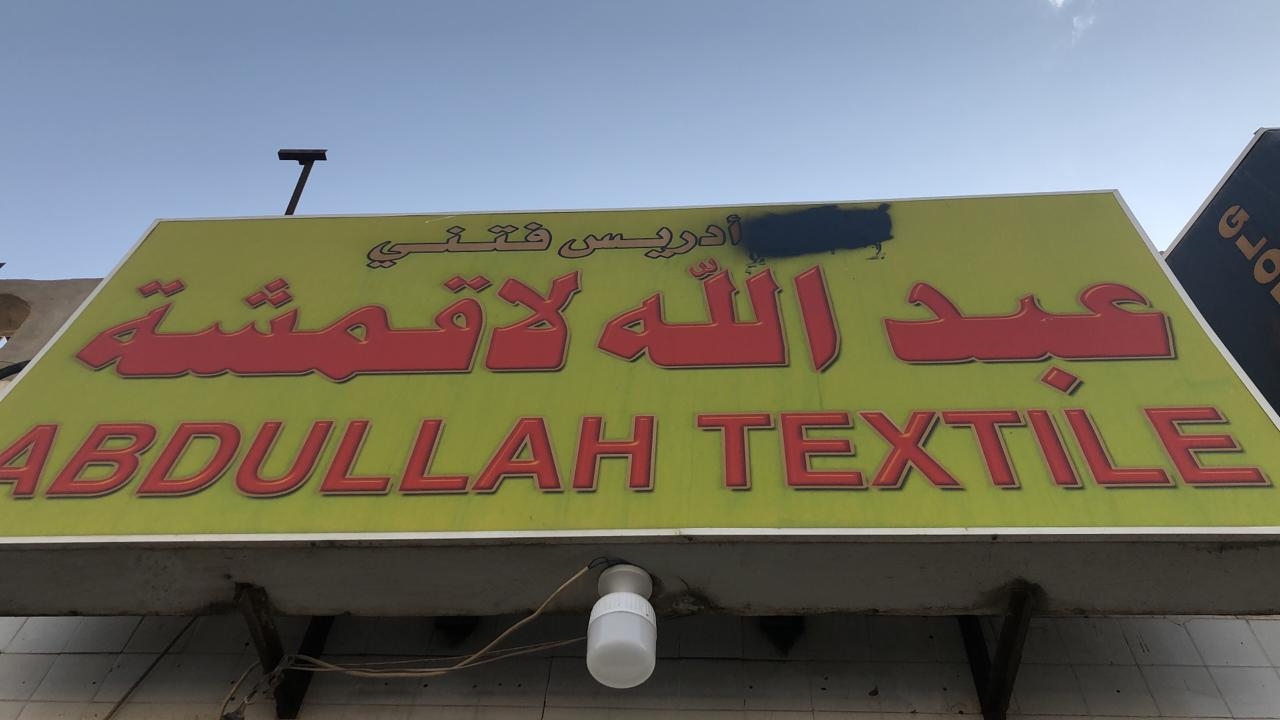 أدريس فتني
عبد الله لاقمشة
ABDULLAH TEXTILE